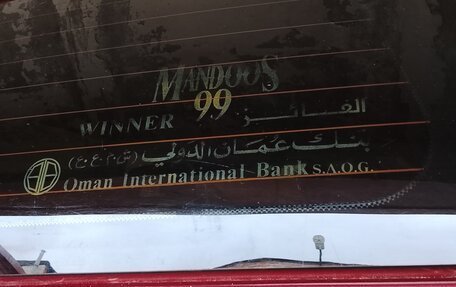 MANDOOS
99
WINNER الفائز
بنك عمان الدولي (ش.م.ع.ع)
Oman International Bank S.A.O.G.